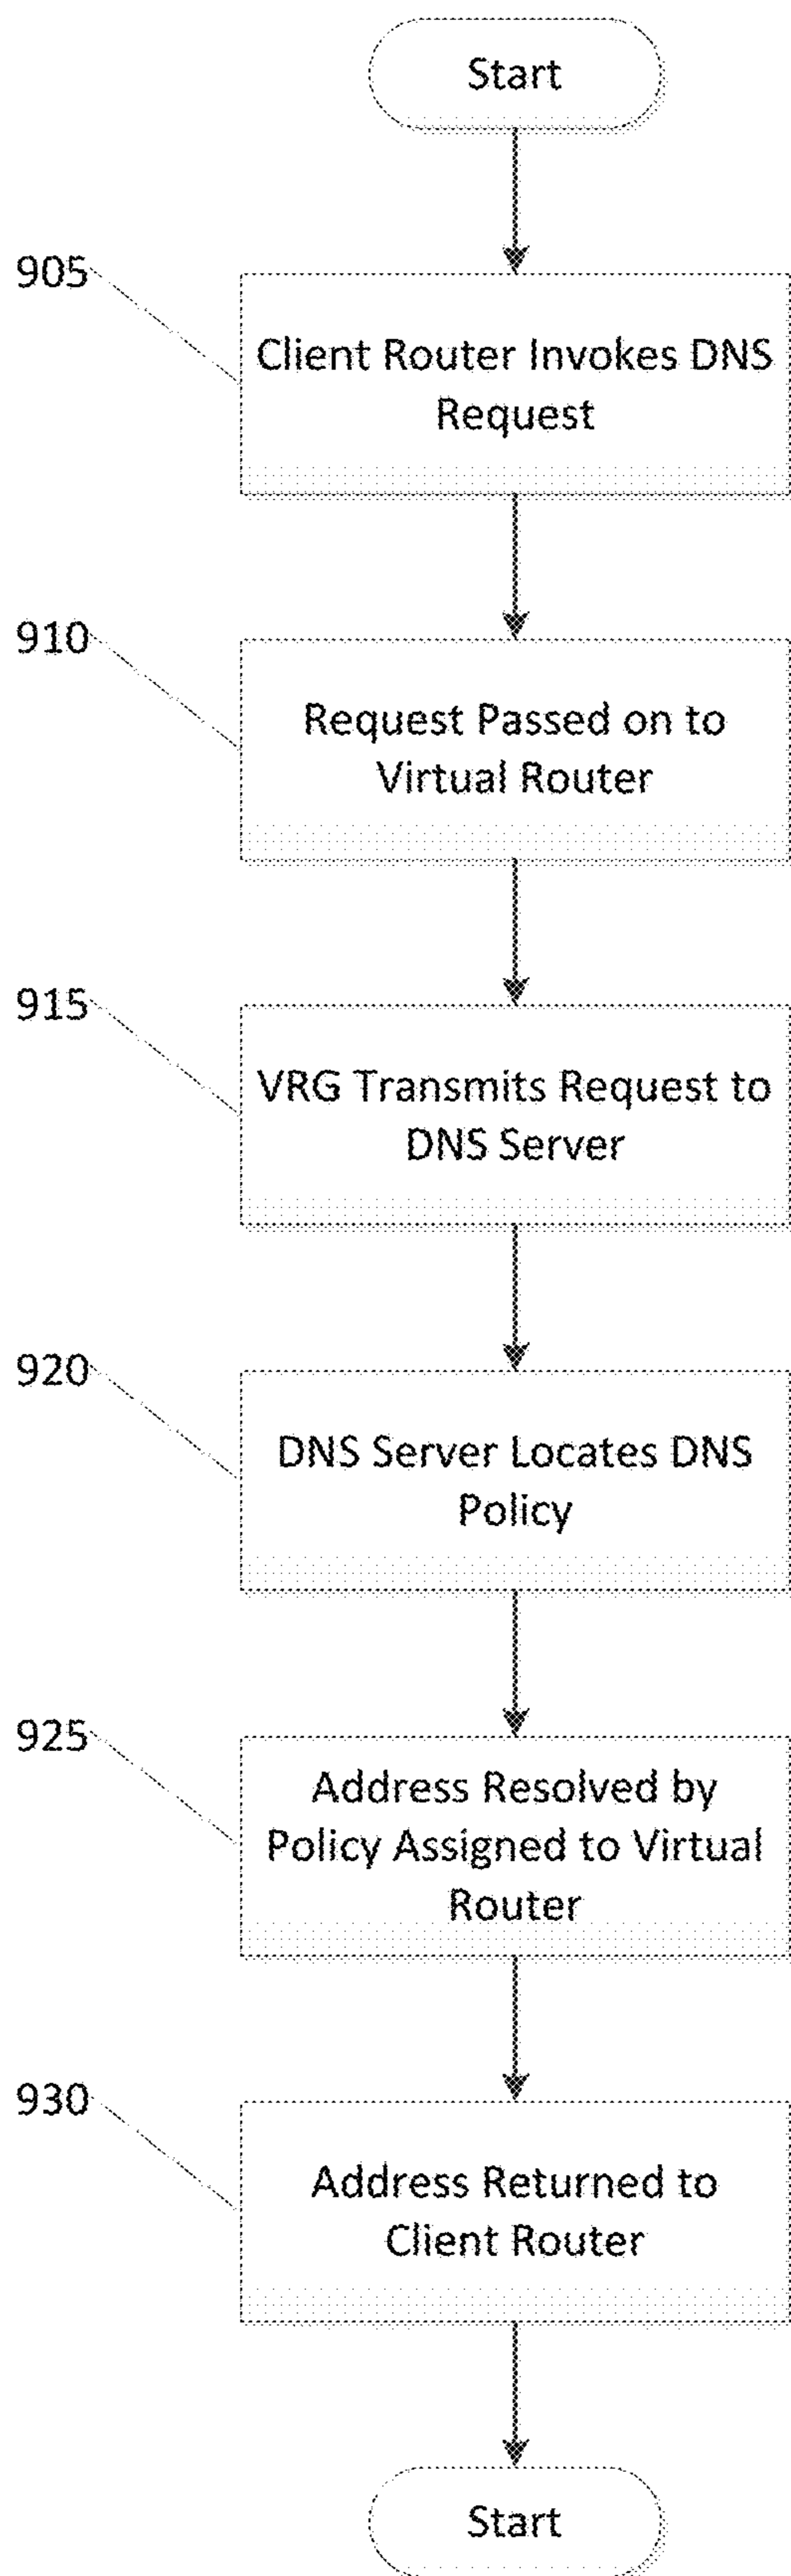 Start
905
Client Router Invokes DNS
Request
910
Request Passed on to
Virtual Router
915
VRG Transmits Request to
DNS Server
920
DNS Server Locates DNS
Policy
925
Address Resolved by
Policy Assigned to Virtual
Router
930
Address Returned to
Client Router
Start